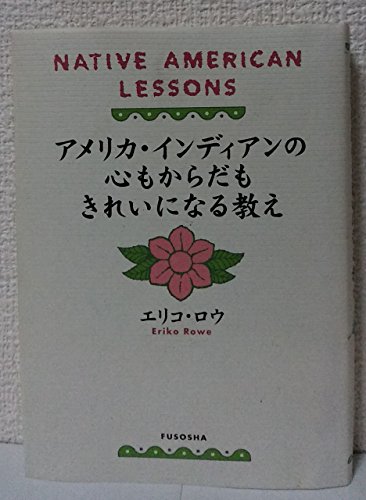 NATIVE AMERICAN
LESSONS
アメリカ・インディアンの
心もからだも
きれいになる教え
エリコ・ロウ
Eriko Rowe
FUSOSHA